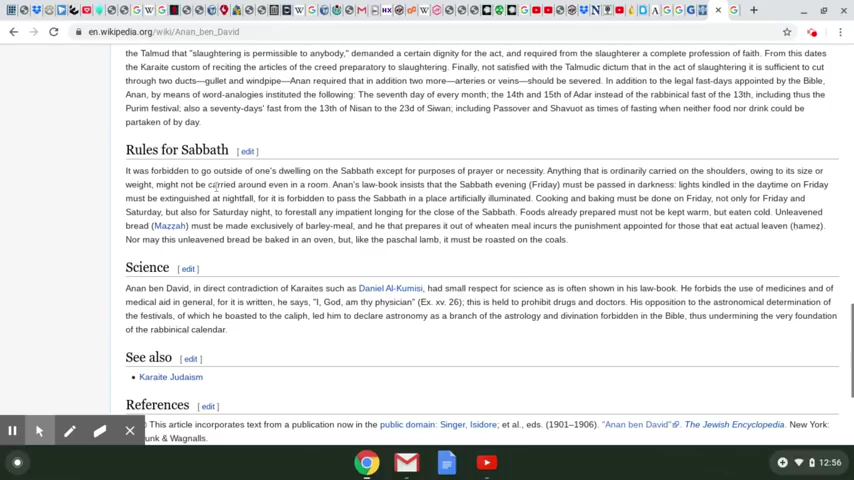 en.wikipedia.org/wiki/Anan_ben_David
the Talmud that "slaughtering is permissible to anybody," demanded a certain dignity for the act, and required from the slaughterer a complete profession of faith. From this dates
the Karaite custom of reciting the articles of the creed preparatory to slaughtering. Finally, not satisfied with the Talmudic dictum that in the act of slaughtering it is sufficient to cut
through two ducts—gullet and windpipe—Anan required that in addition two more—arteries or veins—should be severed. In addition to the legal fast-days appointed by the Bible,
Anan, by means of word-analogies instituted the following: The seventh day of every month; the 14th and 15th of Adar instead of the rabbinical fast of the 13th, including thus the
Purim festival; also a seventy-days' fast from the 13th of Nisan to the 23d of Siwan; including Passover and Shavuot as times of fasting when neither food nor drink could be
partaken of by day.
Rules for Sabbath [ edit ]
It was forbidden to go outside of one's dwelling on the Sabbath except for purposes of prayer or necessity. Anything that is ordinarily carried on the shoulders, owing to its size or
weight, might not be carried around even in a room. Anan's law-book insists that the Sabbath evening (Friday) must be passed in darkness: lights kindled in the daytime on Friday
must be extinguished at nightfall, for it is forbidden to pass the Sabbath in a place artificially illuminated. Cooking and baking must be done on Friday, not only for Friday and
Saturday, but also for Saturday night, to forestall any impatient longing for the close of the Sabbath. Foods already prepared must not be kept warm, but eaten cold. Unleavened
bread (Maẓẓah) must be made exclusively of barley-meal, and he that prepares it out of wheaten meal incurs the punishment appointed for those that eat actual leaven (hamez).
Nor may this unleavened bread be baked in an oven, but, like the paschal lamb, it must be roasted on the coals.
Science [ edit ]
Anan ben David, in direct contradiction of Karaites such as Daniel Al-Kumisi, had small respect for science as is often shown in his law-book. He forbids the use of medicines and of
medical aid in general, for it is written, he says, "I, God, am thy physician" (Ex. xv. 26); this is held to prohibit drugs and doctors. His opposition to the astronomical determination of
the festivals, of which he boasted to the caliph, led him to declare astronomy as a branch of the astrology and divination forbidden in the Bible, thus undermining the very foundation
of the rabbinical calendar.
See also [ edit ]
• Karaite Judaism
References [ edit ]
This article incorporates text from a publication now in the public domain: Singer, Isidore; et al., eds. (1901–1906). "Anan ben David". The Jewish Encyclopedia. New York:
unk & Wagnalls.
12:56